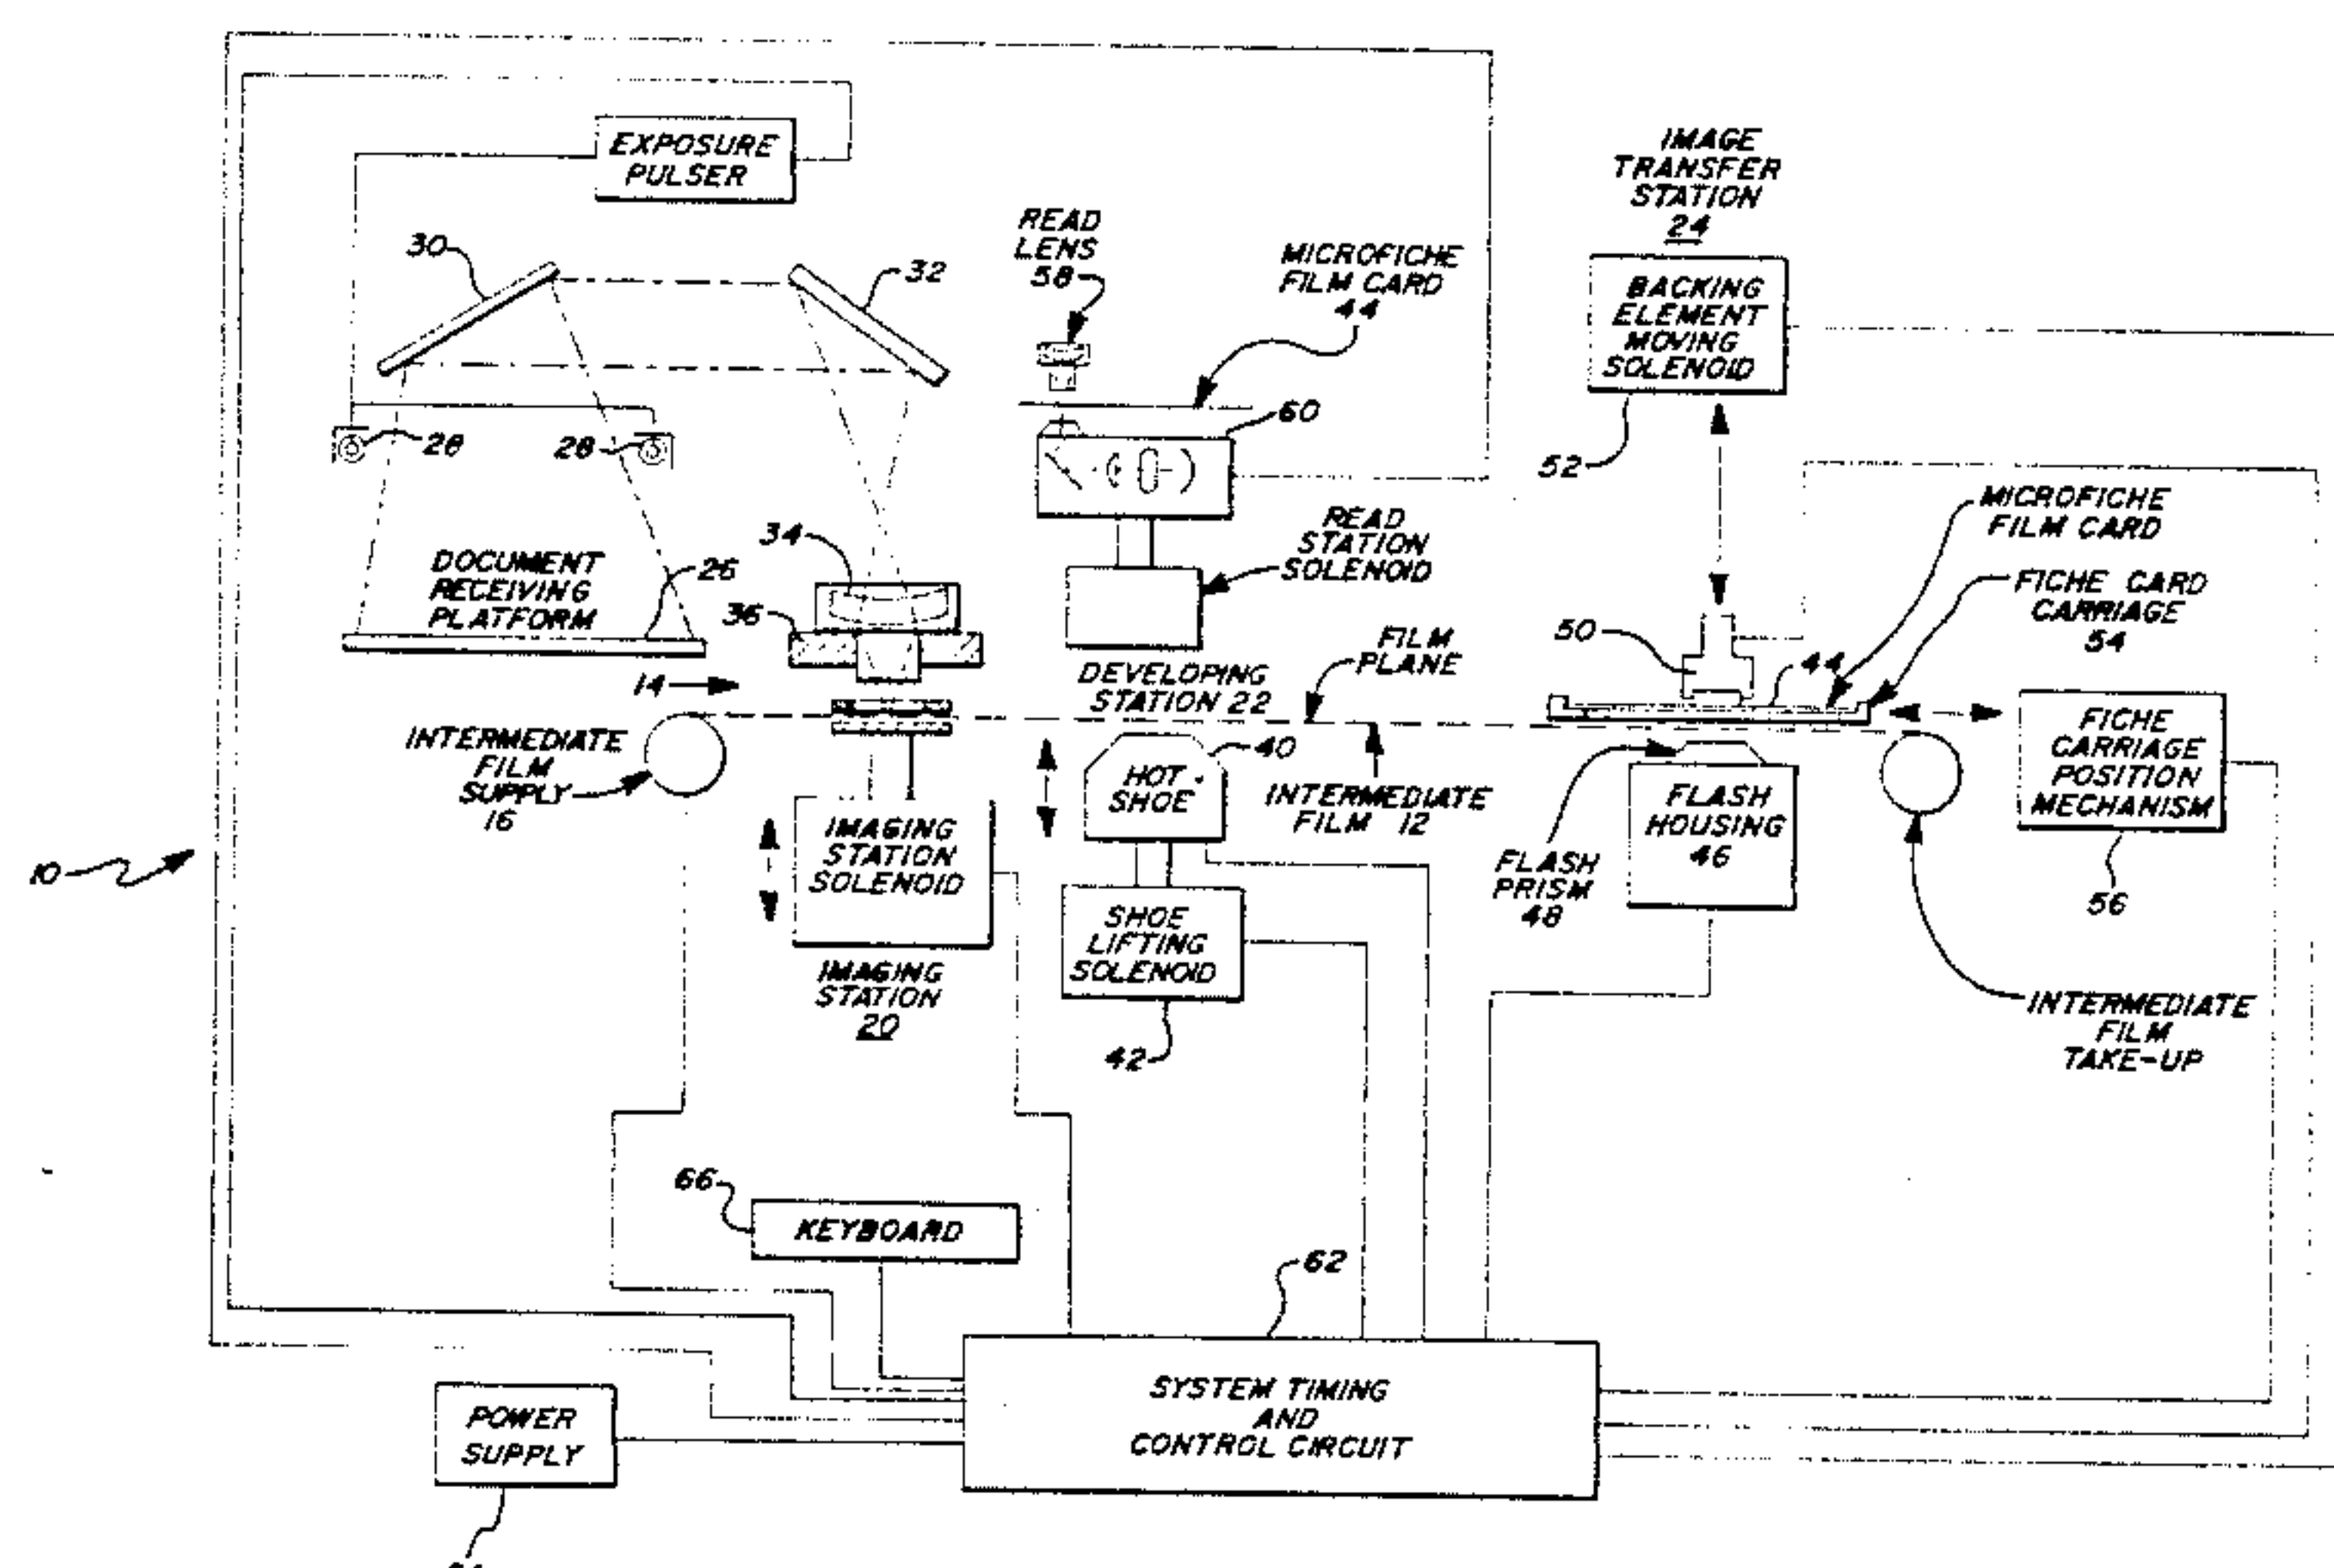 EXPOSURE
PULSER
30
32
28
28
READ
LENS
58
MICROFICHE
FILM CARD
44
60
IMAGE
TRANSFER
STATION
24
BACKING
ELEMENT
MOVING
SOLENOID
52
DOCUMENT
RECEIVING
PLATFORM
26
34
36
READ
STATION
SOLENOID
MICROFICHE
FILM CARD
FICHE CARD
CARRIAGE
54
50
44
14
DEVELOPING
STATION 22
FILM
PLANE
INTERMEDIATE
FILM
SUPPLY
16
40
HOT
SHOE
INTERMEDIATE
FILM 12
FLASH
HOUSING
46
FLASH
PRISM
48
FICHE
CARRIAGE
POSITION
MECHANISM
56
10
IMAGING
STATION
SOLENOID
IMAGING
STATION
20
SHOE
LIFTING
SOLENOID
42
INTERMEDIATE
FILM
TAKE-UP
66
KEYBOARD
62
SYSTEM TIMING
AND
CONTROL CIRCUIT
POWER
SUPPLY